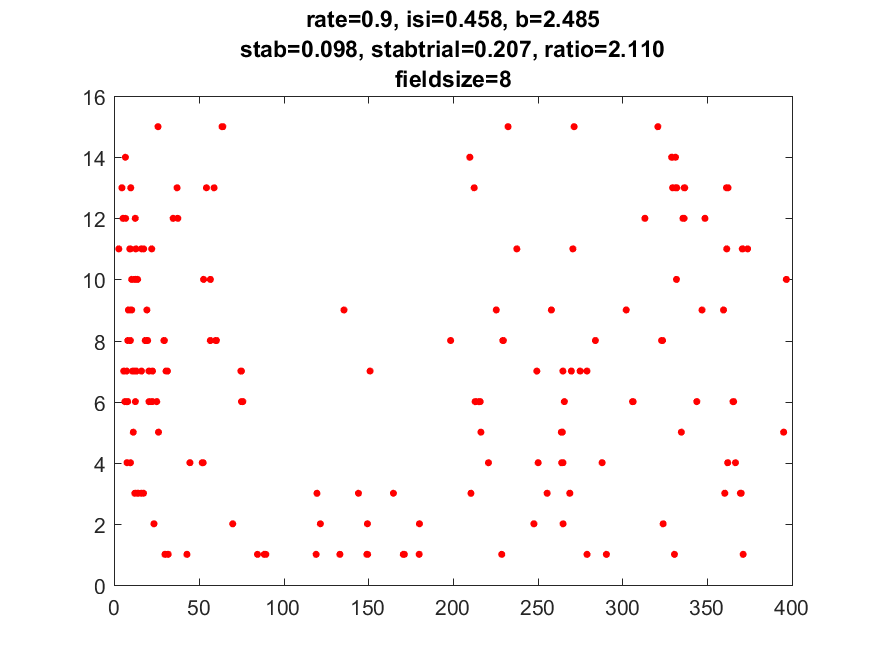 rate=0.9, isi=0.458, b=2.485
stab=0.098, stabtrial=0.207, ratio=2.110
fieldsize=8
16
14
12
10
8
6
4
2
0
0 50 100 150 200 250 300 350 400